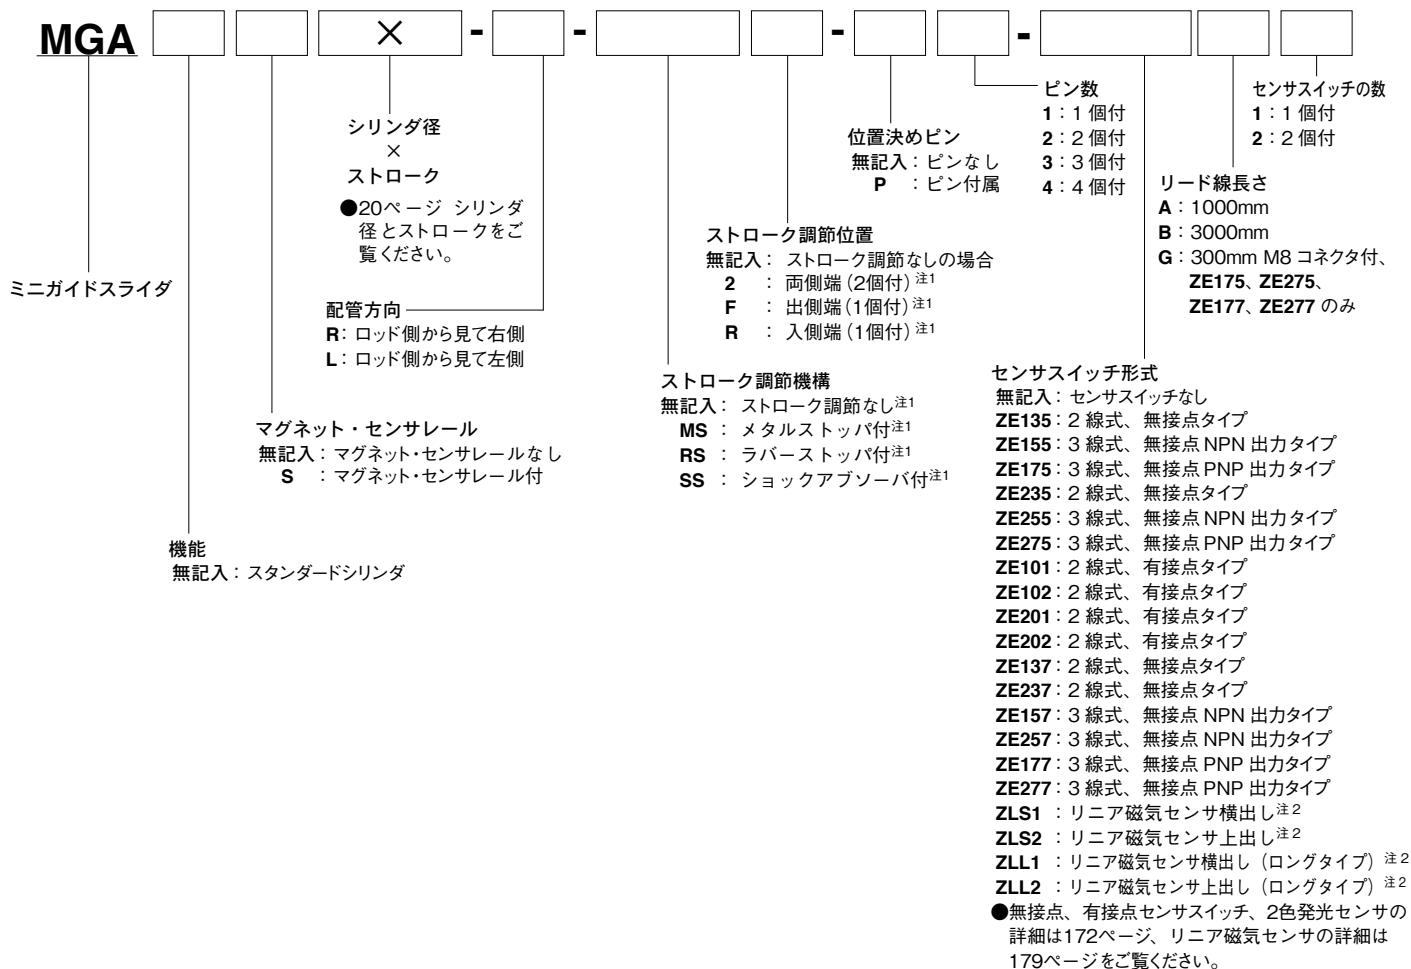 MGA × - - - -
ミニガイドスライダ
機能
無記入：スタンダードシリンダ
マグネット・センサレール
無記入：マグネット・センサレールなし
S ：マグネット・センサレール付
シリンダ径
×
ストローク
●20ページ シリンダ
径とストロークをご
覧ください。
配管方向
R：ロッド側から見て右側
L：ロッド側から見て左側
ストローク調節機構
無記入： ストローク調節なし注1
MS ： メタルストッパ付注1
RS ： ラバーストッパ付注1
SS ： ショックアブソーバ付注1
ストローク調節位置
無記入： ストローク調節なしの場合
2 ： 両側端（2個付）注1
F ： 出側端（1個付）注1
R ： 入側端（1個付）注1
位置決めピン
無記入：ピンなし
P ：ピン付属
ピン数
1：1 個付
2：2 個付
3：3 個付
4：4 個付
センサスイッチ形式
無記入：センサスイッチなし
ZE135：2 線式、無接点タイプ
ZE155：3 線式、無接点 NPN 出力タイプ
ZE175：3 線式、無接点 PNP 出力タイプ
ZE235：2 線式、無接点タイプ
ZE255：3 線式、無接点 NPN 出力タイプ
ZE275：3 線式、無接点 PNP 出力タイプ
ZE101：2 線式、有接点タイプ
ZE102：2 線式、有接点タイプ
ZE201：2 線式、有接点タイプ
ZE202：2 線式、有接点タイプ
ZE137：2 線式、無接点タイプ
ZE237：2 線式、無接点タイプ
ZE157：3 線式、無接点 NPN 出力タイプ
ZE257：3 線式、無接点 NPN 出力タイプ
ZE177：3 線式、無接点 PNP 出力タイプ
ZE277：3 線式、無接点 PNP 出力タイプ
ZLS1 ：リニア磁気センサ横出し注2
ZLS2 ：リニア磁気センサ上出し注2
ZLL1 ：リニア磁気センサ横出し（ロングタイプ）注2
ZLL2 ：リニア磁気センサ上出し（ロングタイプ）注2
●無接点、有接点センサスイッチ、2色発光センサの
詳細は172ページ、リニア磁気センサの詳細は
179ページをご覧ください。
リード線長さ
A：1000mm
B：3000mm
G：300mm M8 コネクタ付、
ZE175、ZE275、
ZE177、ZE277 のみ
センサスイッチの数
1：1 個付
2：2 個付